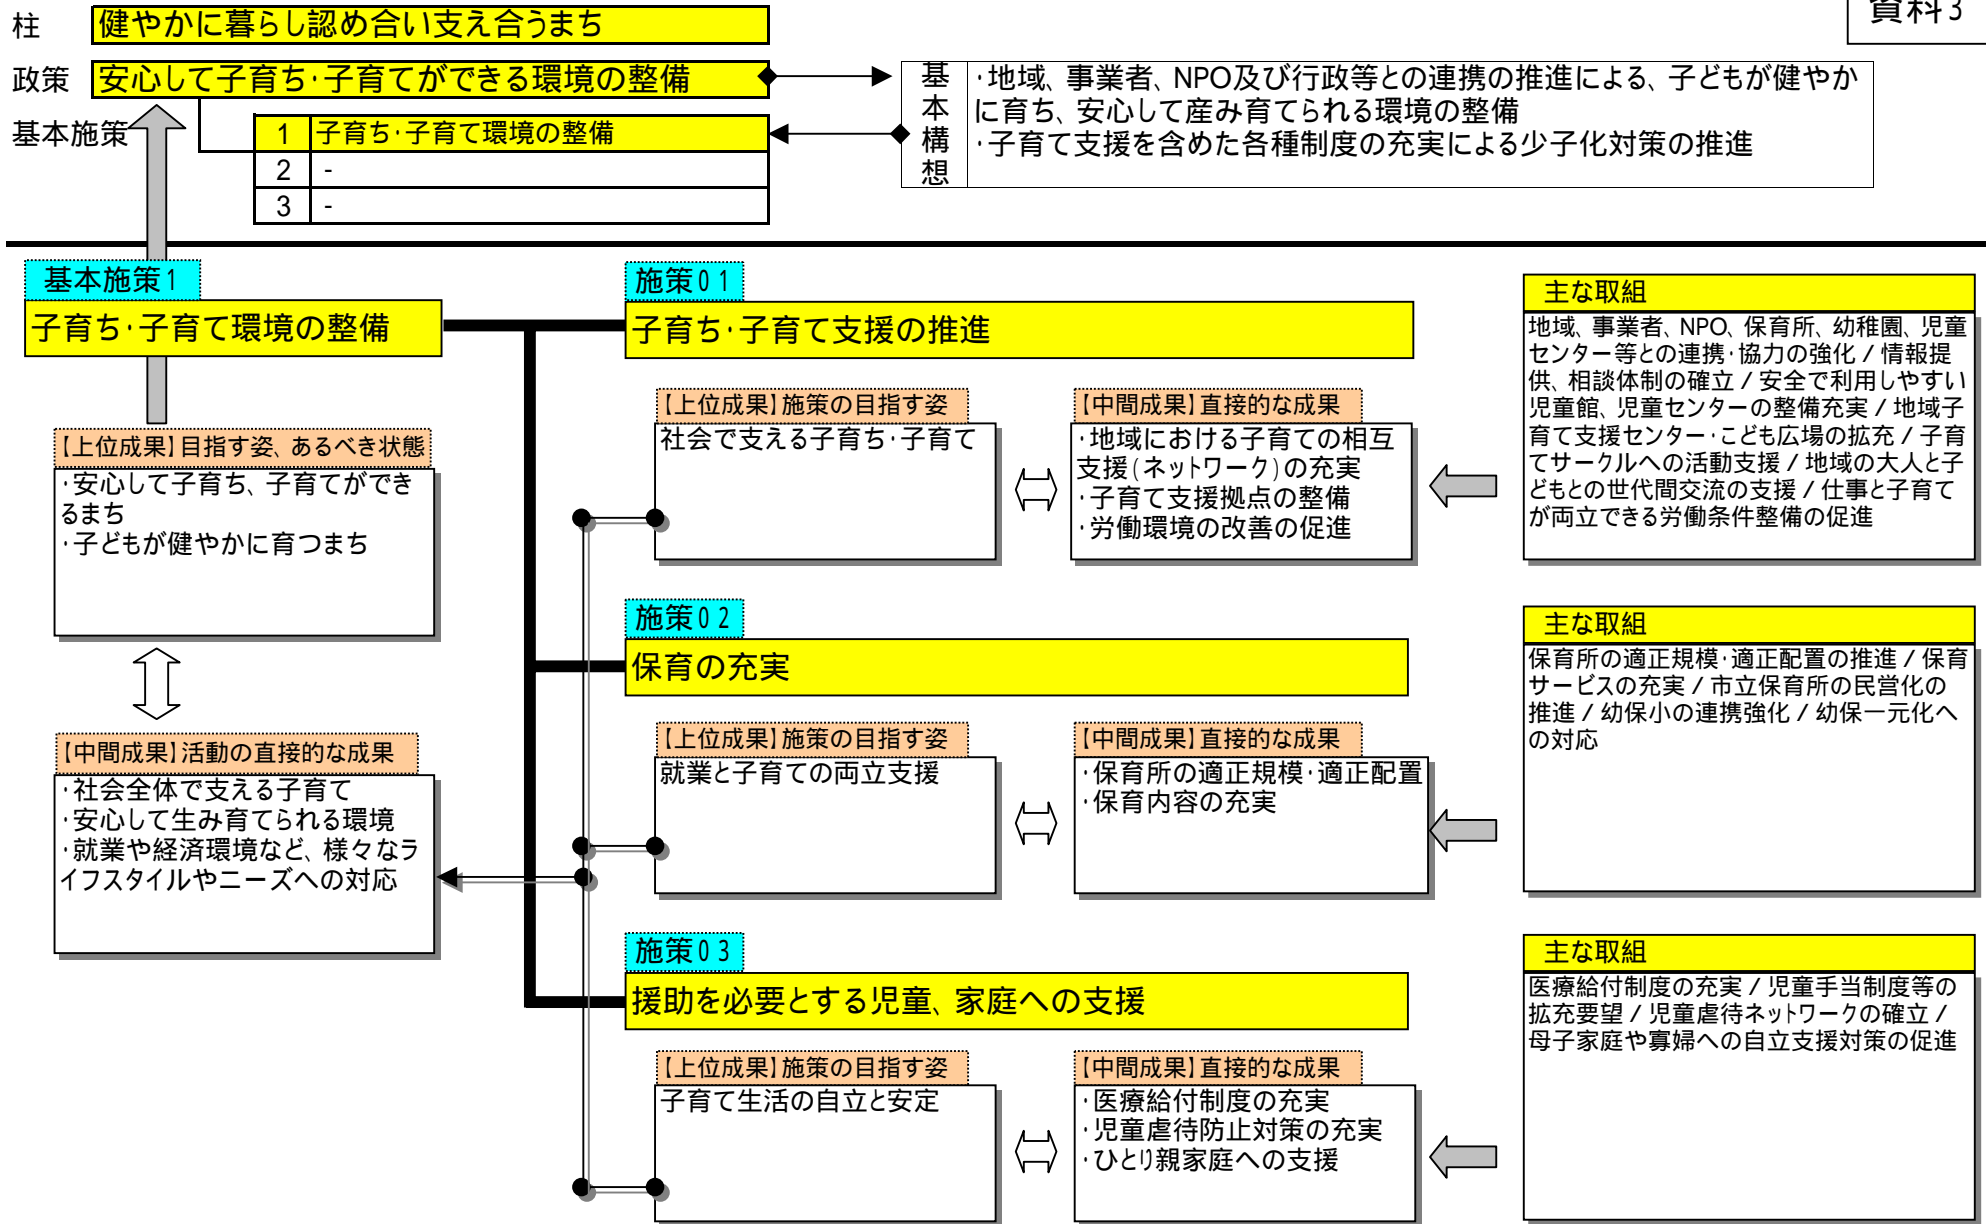 資料3
柱
健やかに暮らし認め合い支え合うまち
政策
安心して子育ち・子育てができる環境の整備
基本施策
1 子育ち・子育て環境の整備
2 -
3 -
基本構想
・地域、事業者、NPO及び行政等との連携の推進による、子どもが健やか
に育ち、安心して産み育てられる環境の整備
・子育て支援を含めた各種制度の充実による少子化対策の推進
基本施策1
子育ち・子育て環境の整備
【上位成果】目指す姿、あるべき状態
・安心して子育ち、子育てができ
るまち
・子どもが健やかに育つまち
【中間成果】活動の直接的な成果
・社会全体で支える子育て
・安心して生み育てられる環境
・就業や経済環境など、様々なラ
イフスタイルやニーズへの対応
施策01
子育ち・子育て支援の推進
【上位成果】施策の目指す姿
社会で支える子育ち・子育て
【中間成果】直接的な成果
・地域における子育ての相互
支援(ネットワーク)の充実
・子育て支援拠点の整備
・労働環境の改善の促進
主な取組
地域、事業者、NPO、保育所、幼稚園、児童
センター等との連携・協力の強化 / 情報提
供、相談体制の確立 / 安全で利用しやすい
児童館、児童センターの整備充実 / 地域子
育て支援センター・こども広場の拡充 / 子育
てサークルへの活動支援 / 地域の大人と子
どもとの世代間交流の支援 / 仕事と子育て
が両立できる労働条件整備の促進
施策02
保育の充実
【上位成果】施策の目指す姿
就業と子育ての両立支援
【中間成果】直接的な成果
・保育所の適正規模・適正配置
・保育内容の充実
主な取組
保育所の適正規模・適正配置の推進 / 保育
サービスの充実 / 市立保育所の民営化の
推進 / 幼保小の連携強化 / 幼保一元化へ
の対応
施策03
援助を必要とする児童、家庭への支援
【上位成果】施策の目指す姿
子育て生活の自立と安定
【中間成果】直接的な成果
・医療給付制度の充実
・児童虐待防止対策の充実
・ひとり親家庭への支援
主な取組
医療給付制度の充実 / 児童手当制度等の
拡充要望 / 児童虐待ネットワークの確立 /
母子家庭や寡婦への自立支援対策の促進